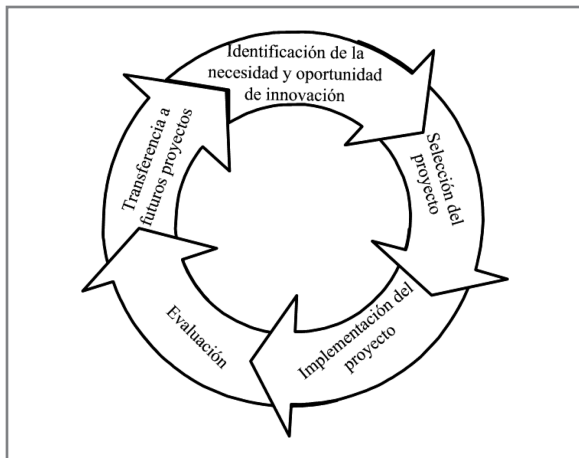 Identificación de la
necesidad y oportunidad
de innovación
Selección del
proyecto
Implementación del
proyecto
Evaluación
Transferencia a
futuros proyectos